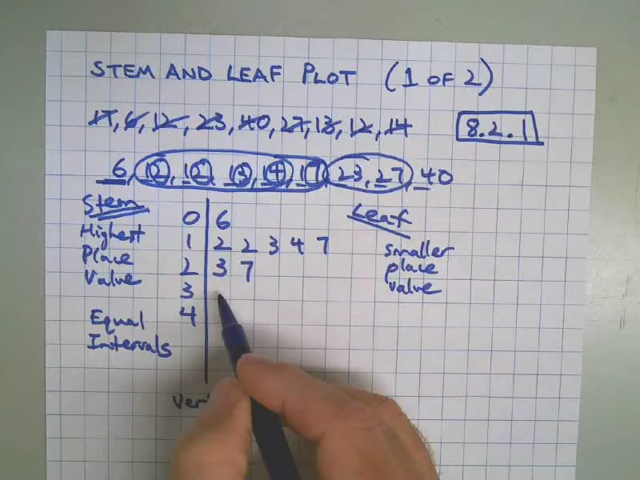 STEM AND LEAF PLOT (1 OF 2)
17, 6, 12, 23, 40, 27, 13, 12, 14
8.2.1
6, 12, 12, 13, 14, 17, 23, 27, 40
Stem
Highest
Place
Value
Equal
Intervals
0 6
1 2 2 3 4 7
2 3 7
3
4
Leaf
smaller
place
value
ver